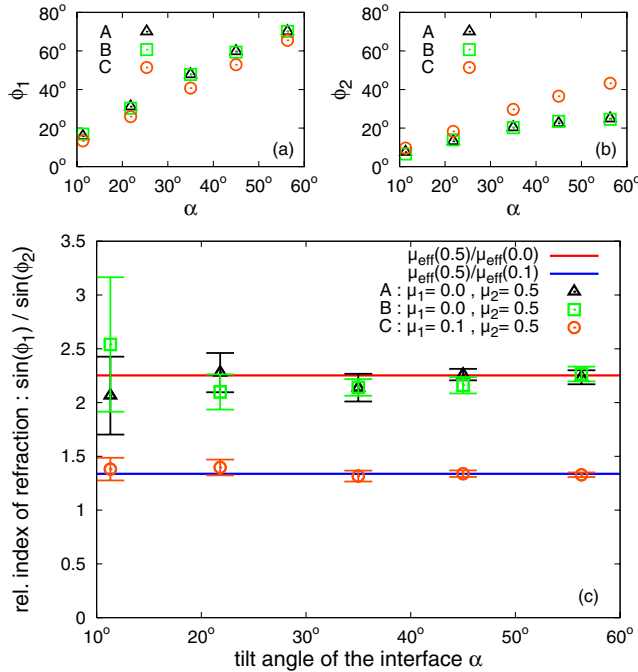 A
B
C
80°
60°
40°
20°
0°
ϕ₁
10° 20° 30° 40° 50° 60°
α
(a)
A
B
C
80°
60°
40°
20°
0°
ϕ₂
10° 20° 30° 40° 50° 60°
α
(b)
μeff(0.5)/μeff(0.0)
μeff(0.5)/μeff(0.1)
A : μ₁= 0.0 , μ₂= 0.5
B : μ₁= 0.0 , μ₂= 0.5
C : μ₁= 0.1 , μ₂= 0.5
3.5
3
2.5
2
1.5
1
0.5
0
rel. index of refraction : sin(ϕ₁) / sin(ϕ₂)
(c)
10° 20° 30° 40° 50° 60°
tilt angle of the interface α